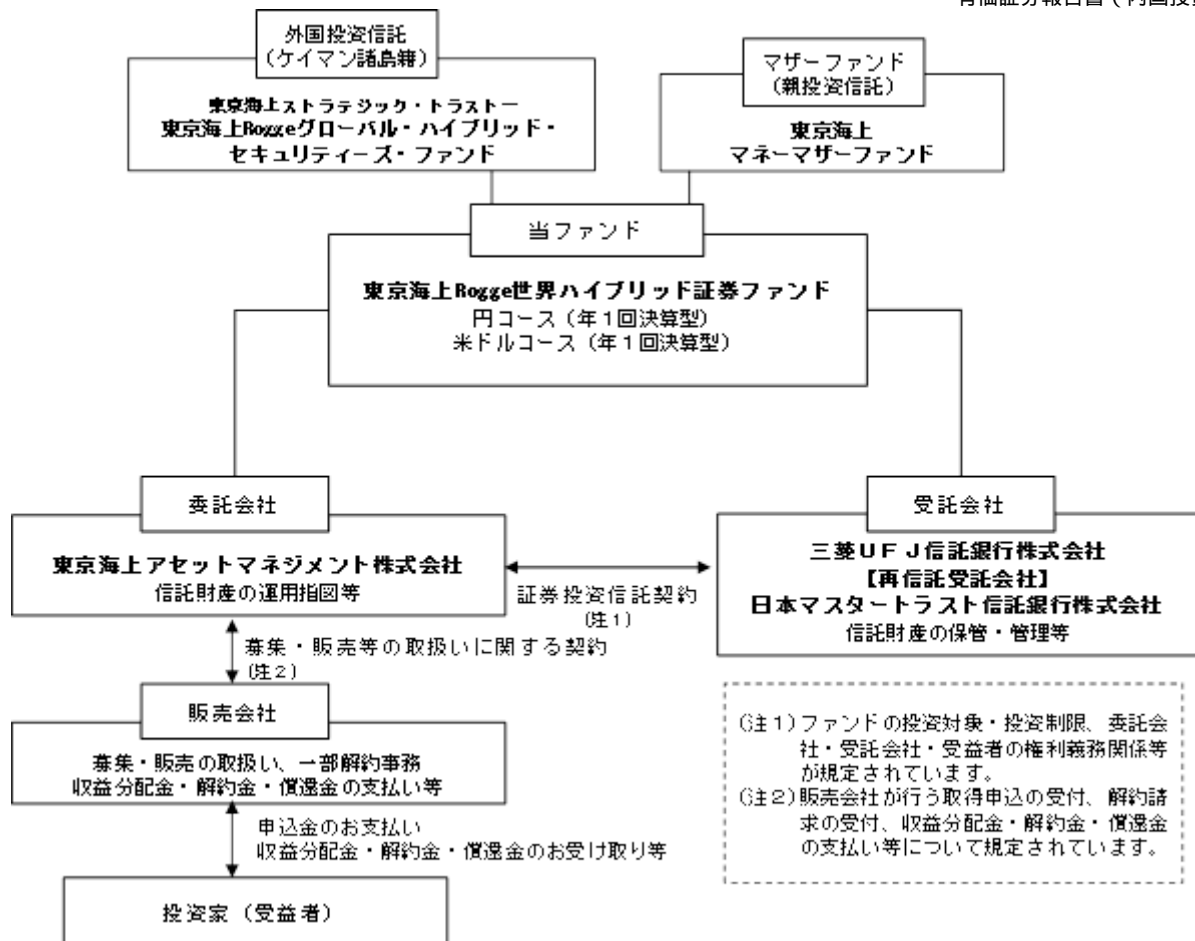 外国投資信託
(ケイマン諸島籍)
東京海上ストラテジック・トラスト－
東京海上Roggeグローバル・ハイブリッド・
セキュリティーズ・ファンド
マザーファンド
(親投資信託)
東京海上
マネーマザーファンド
当ファンド
東京海上Rogge世界ハイブリッド証券ファンド
円コース（年１回決算型）
米ドルコース（年１回決算型）
委託会社
東京海上アセットマネジメント株式会社
信託財産の運用指図等
証券投資信託契約
(注１)
受託会社
三菱ＵＦＪ信託銀行株式会社
【再信託受託会社】
日本マスタートラスト信託銀行株式会社
信託財産の保管・管理等
募集・販売等の取扱いに関する契約
(注２)
販売会社
募集・販売の取扱い、一部解約事務
収益分配金・解約金・償還金の支払い等
申込金のお支払い
収益分配金・解約金・償還金のお受け取り等
投資家（受益者）
(注１)ファンドの投資対象・投資制限、委託会
社・受託会社・受益者の権利義務関係等
が規定されています。
(注２)販売会社が行う取得申込の受付、解約請
求の受付、収益分配金・解約金・償還金
の支払い等について規定されています。